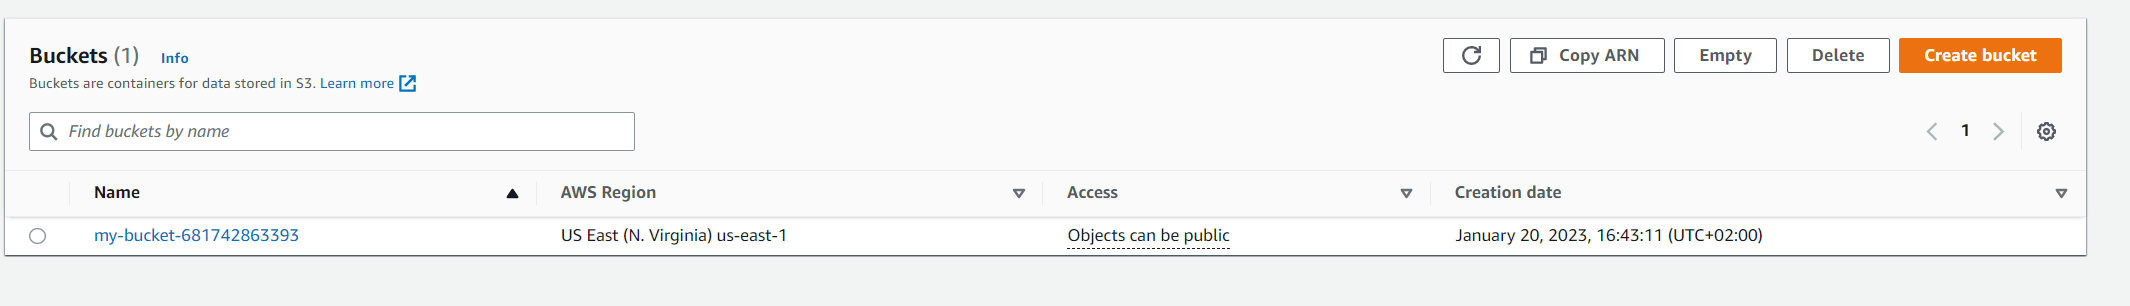 Buckets (1) Info
Buckets are containers for data stored in S3. Learn more
Copy ARN
Empty
Delete
Create bucket
Find buckets by name
1
Name AWS Region Access Creation date
my-bucket-681742863393 US East (N. Virginia) us-east-1 Objects can be public January 20, 2023, 16:43:11 (UTC+02:00)